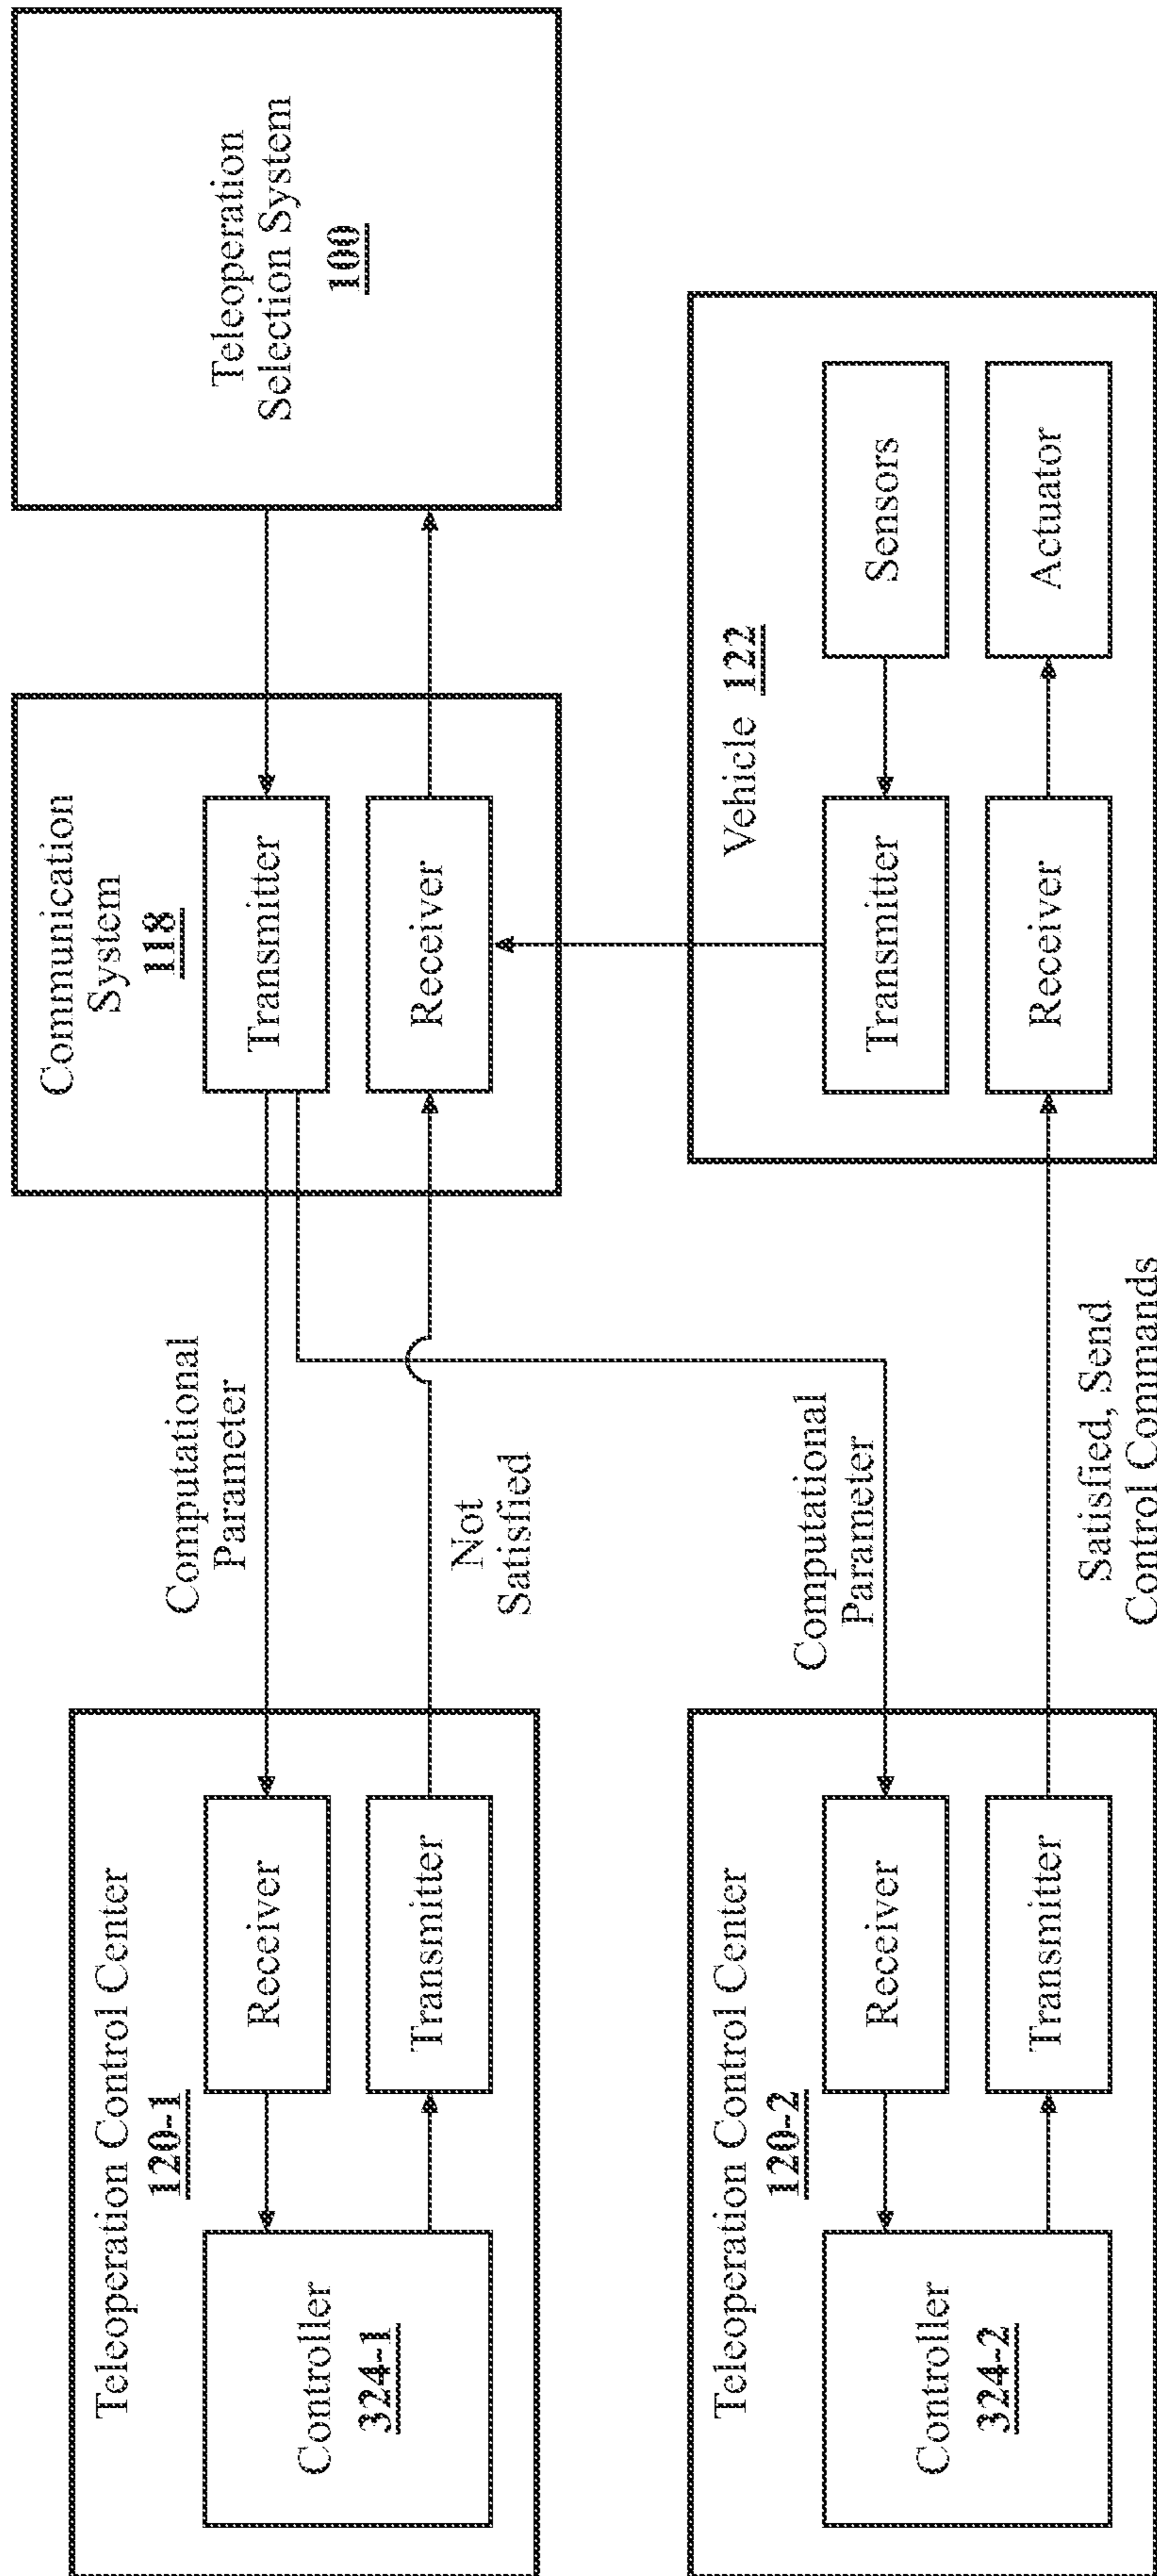 Teleoperation Control Center
120-1
Controller
324-1
Receiver
Transmitter
Computational
Parameter
Not
Satisfied
Communication
System
118
Transmitter
Receiver
Teleoperation
Selection System
100
Teleoperation Control Center
120-2
Controller
324-2
Receiver
Transmitter
Computational
Parameter
Satisfied, Send
Control Commands
Vehicle 122
Transmitter
Receiver
Sensors
Actuator